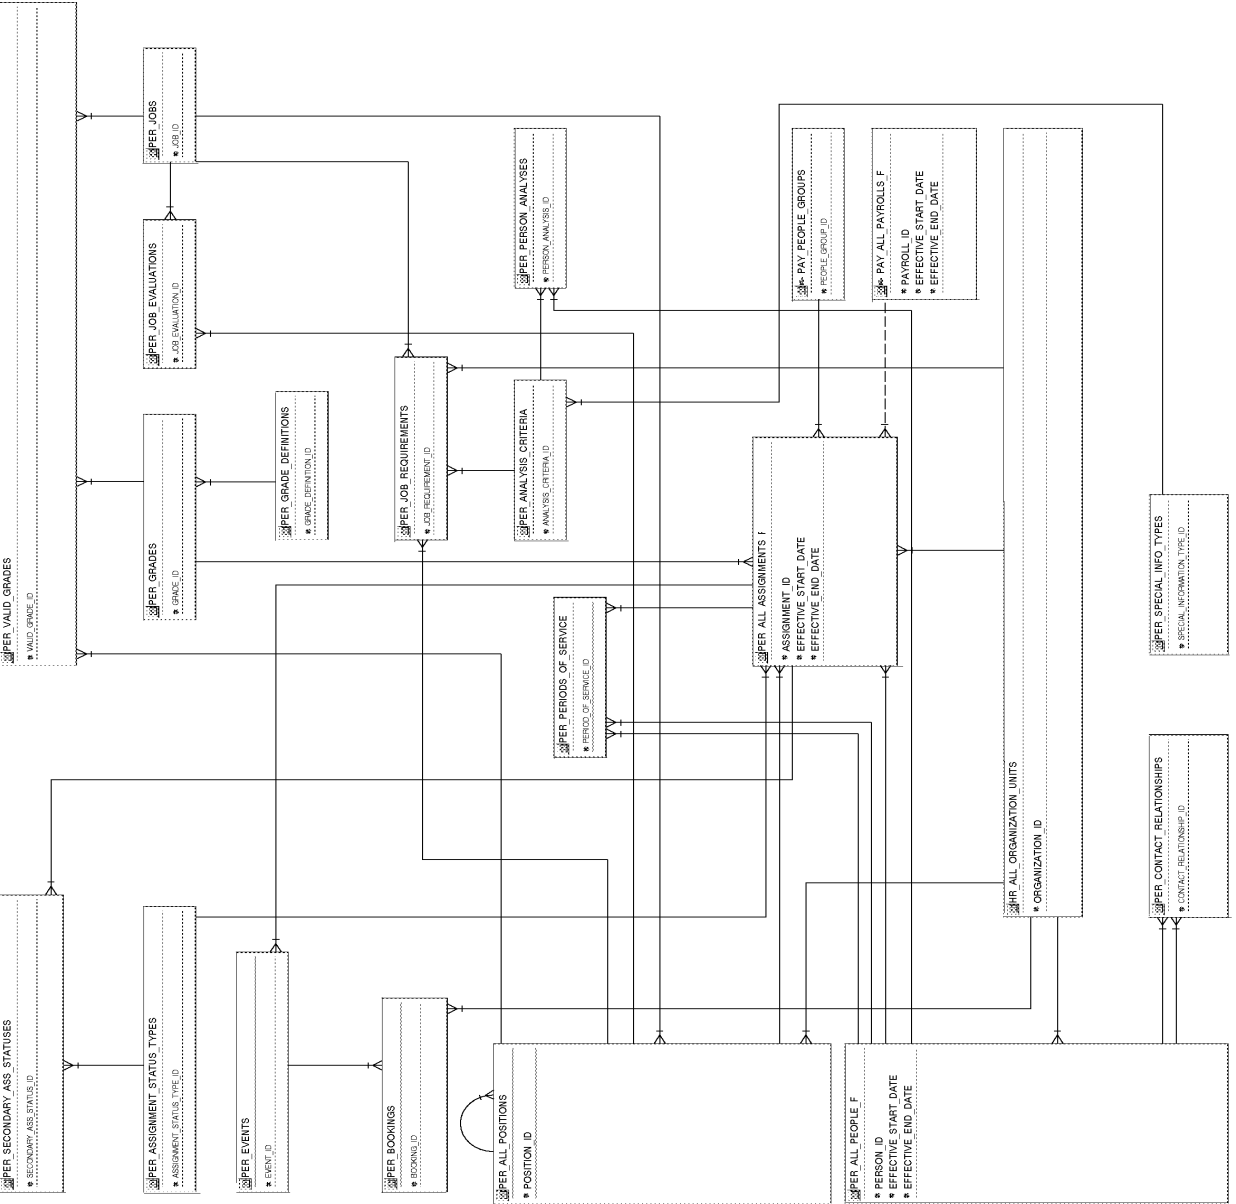 PER_VALID_GRADES
VALID_GRADE_ID
PER_JOBS
JOB_ID
PER_JOB_EVALUATIONS
JOB_EVALUATION_ID
PER_GRADES
GRADE_ID
PER_GRADE_DEFINITIONS
GRADE_DEFINITION_ID
PER_JOB_REQUIREMENTS
JOB_REQUIREMENT_ID
PER_PERSON_ANALYSES
PERSON_ANALYSIS_ID
PER_ANALYSIS_CRITERIA
ANALYSIS_CRITERIA_ID
PAY_PEOPLE_GROUPS
PEOPLE_GROUP_ID
PAY_ALL_PAYROLLS_F
PAYROLL_ID
EFFECTIVE_START_DATE
EFFECTIVE_END_DATE
PER_ALL_ASSIGNMENTS_F
ASSIGNMENT_ID
EFFECTIVE_START_DATE
EFFECTIVE_END_DATE
PER_PERIODS_OF_SERVICE
PERIOD_OF_SERVICE_ID
HR_ALL_ORGANIZATION_UNITS
ORGANIZATION_ID
PER_SPECIAL_INFO_TYPES
SPECIAL_INFORMATION_TYPE_ID
PER_CONTACT_RELATIONSHIPS
CONTACT_RELATIONSHIP_ID
PER_SECONDARY_ASS_STATUSES
SECONDARY_ASS_STATUS_ID
PER_ASSIGNMENT_STATUS_TYPES
ASSIGNMENT_STATUS_TYPE_ID
PER_EVENTS
EVENT_ID
PER_BOOKINGS
BOOKING_ID
PER_ALL_POSITIONS
POSITION_ID
PER_ALL_PEOPLE_F
PERSON_ID
EFFECTIVE_START_DATE
EFFECTIVE_END_DATE